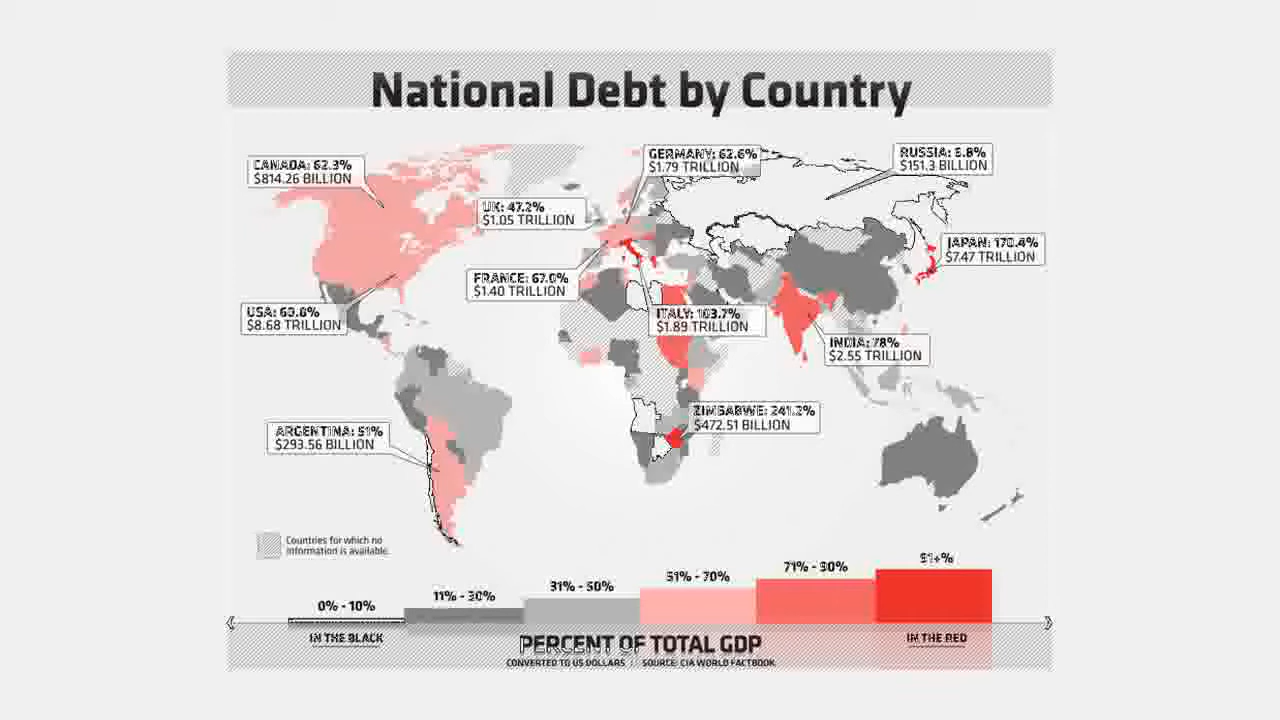 National Debt by Country
CANADA: 62.3%
$814.26 BILLION
GERMANY: 62.6%
$1.79 TRILLION
RUSSIA: 6.8%
$151.3 BILLION
UK: 47.2%
$1.05 TRILLION
JAPAN: 170.4%
$7.47 TRILLION
FRANCE: 67.0%
$1.40 TRILLION
USA:
$8.68 TRILLION
ITALY: 103.7%
$1.89 TRILLION
INDIA: 78%
$2.55 TRILLION
ZIMBABWE: 241.2%
$472.51 BILLION
ARGENTINA: 51%
$293.56 BILLION
Countries for which no
information is available.
0% - 10%
11% - 30%
31% - 50%
51% - 70%
71% - 90%
91+%
IN THE BLACK
PERCENT OF TOTAL GDP
IN THE RED
CONVERTED TO US DOLLARS | SOURCE: CIA WORLD FACTBOOK